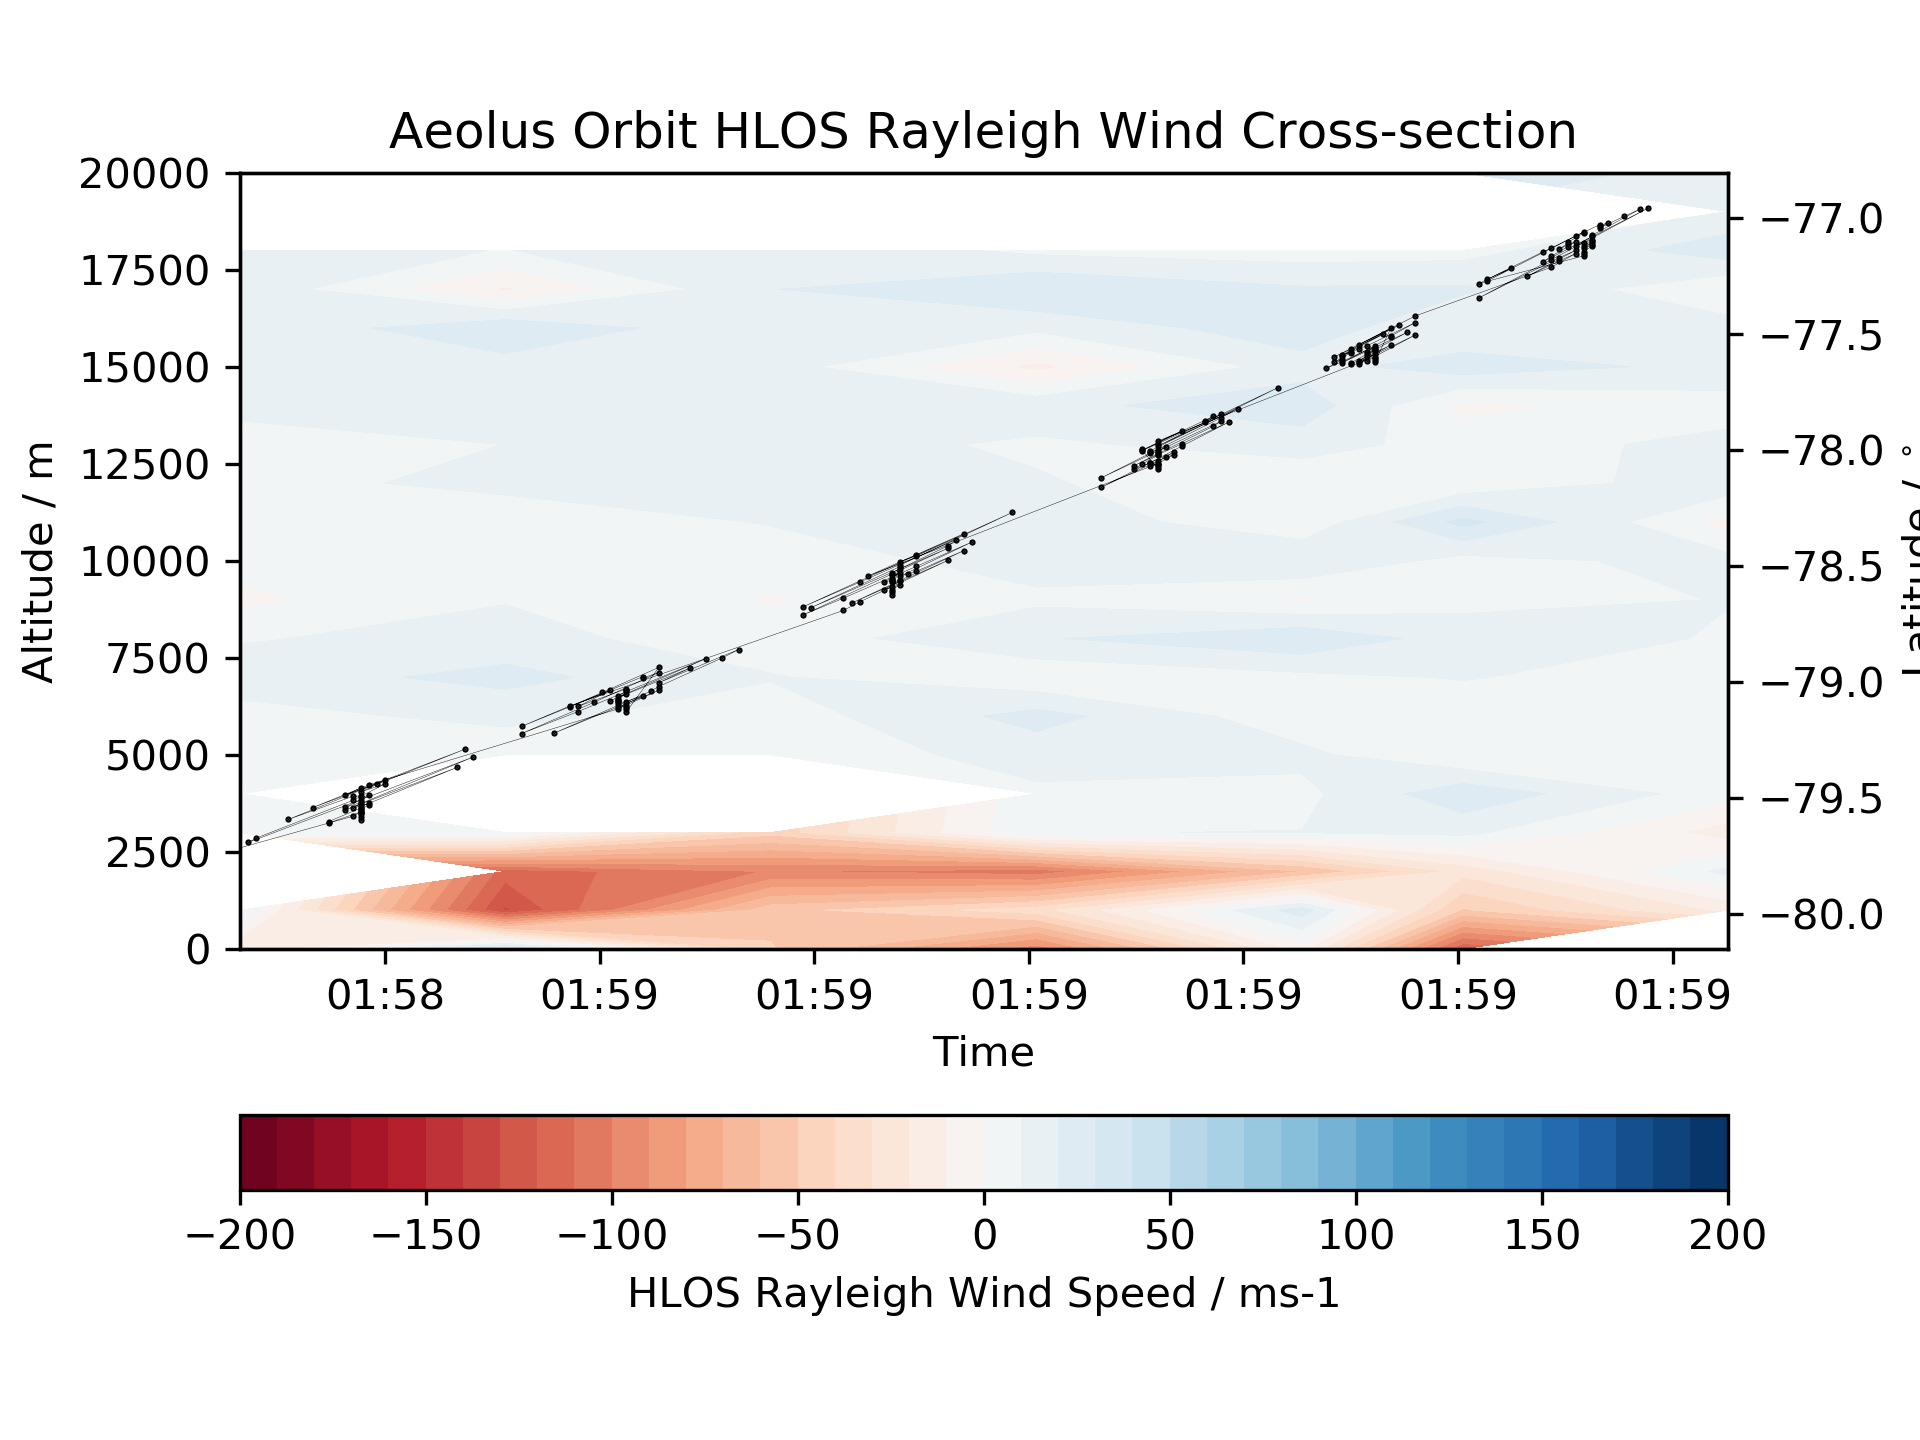 Aeolus Orbit HLOS Rayleigh Wind Cross-section
20000
17500
15000
12500
10000
7500
5000
2500
0
Altitude / m
−77.0
−77.5
−78.0
−78.5
−79.0
−79.5
−80.0
Latitude / °
01:58 01:59 01:59 01:59 01:59 01:59 01:59
Time
−200 −150 −100 −50 0 50 100 150 200
HLOS Rayleigh Wind Speed / ms-1